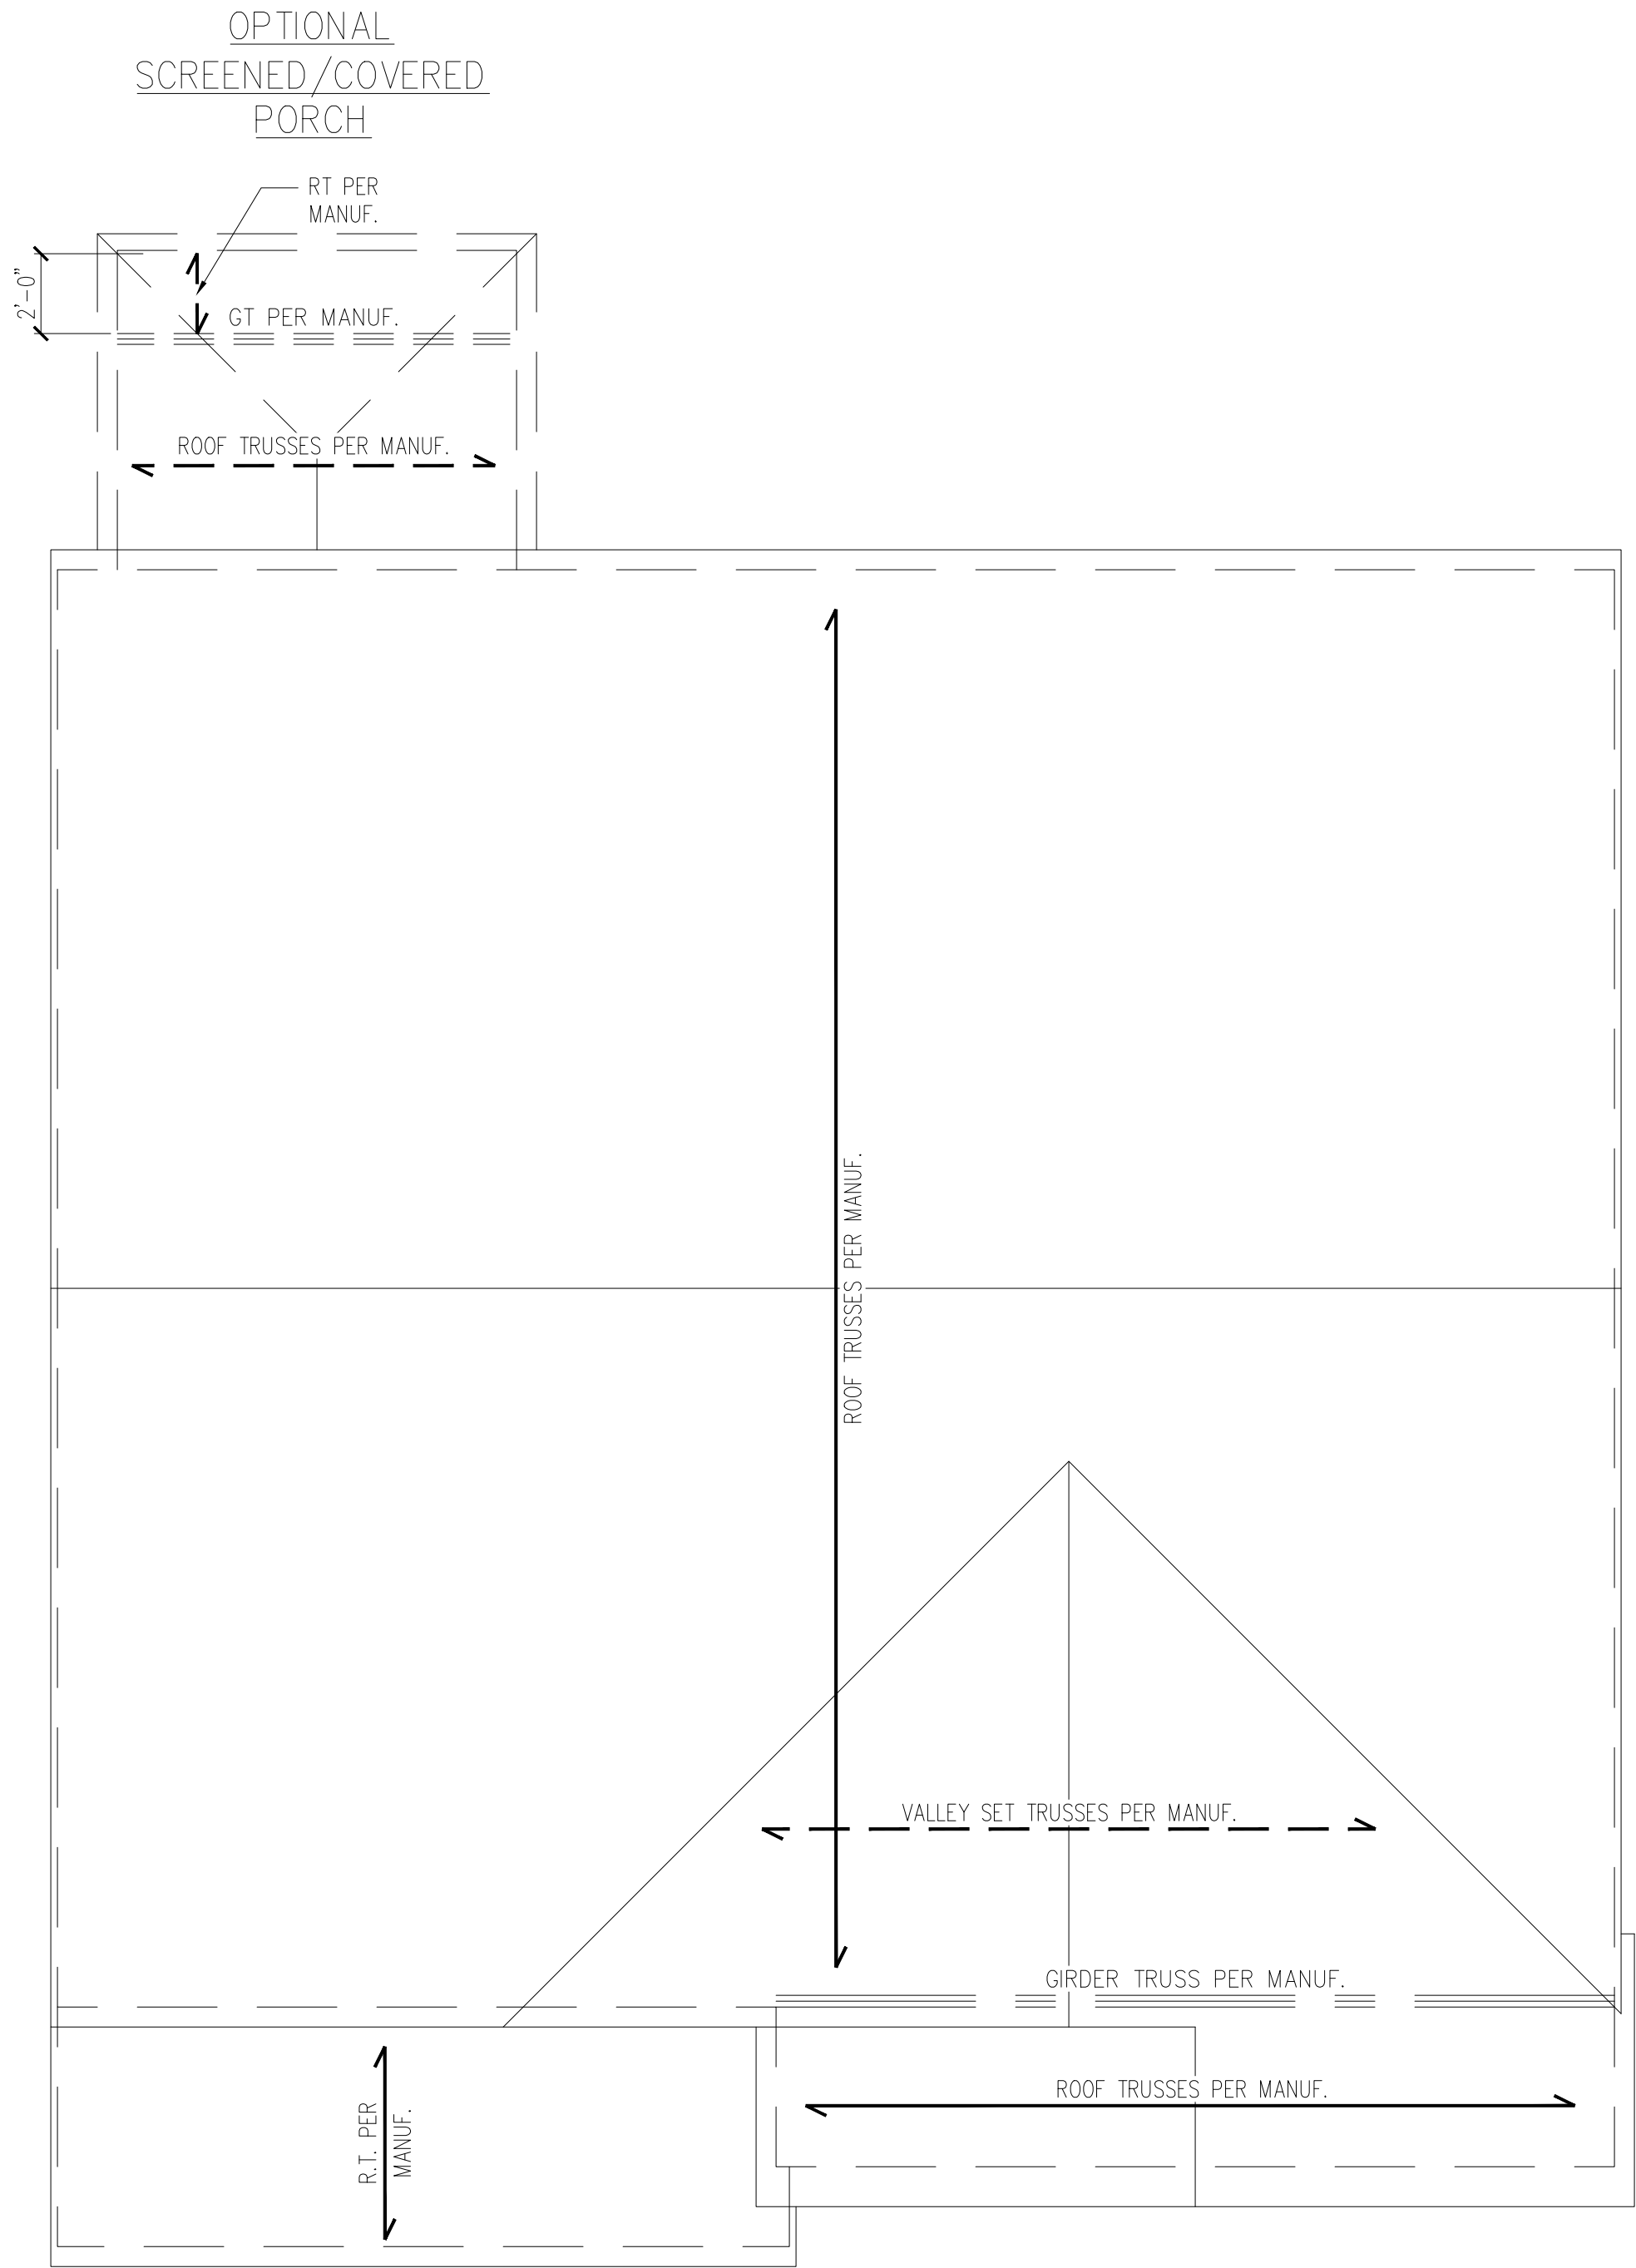 OPTIONAL
SCREENED/COVERED
PORCH
RT PER
MANUF.
2'-0"
GT PER MANUF.
ROOF TRUSSES PER MANUF.
ROOF TRUSSES PER MANUF.
VALLEY SET TRUSSES PER MANUF.
GIRDER TRUSS PER MANUF.
ROOF TRUSSES PER MANUF.
R.T. PER
MANUF.